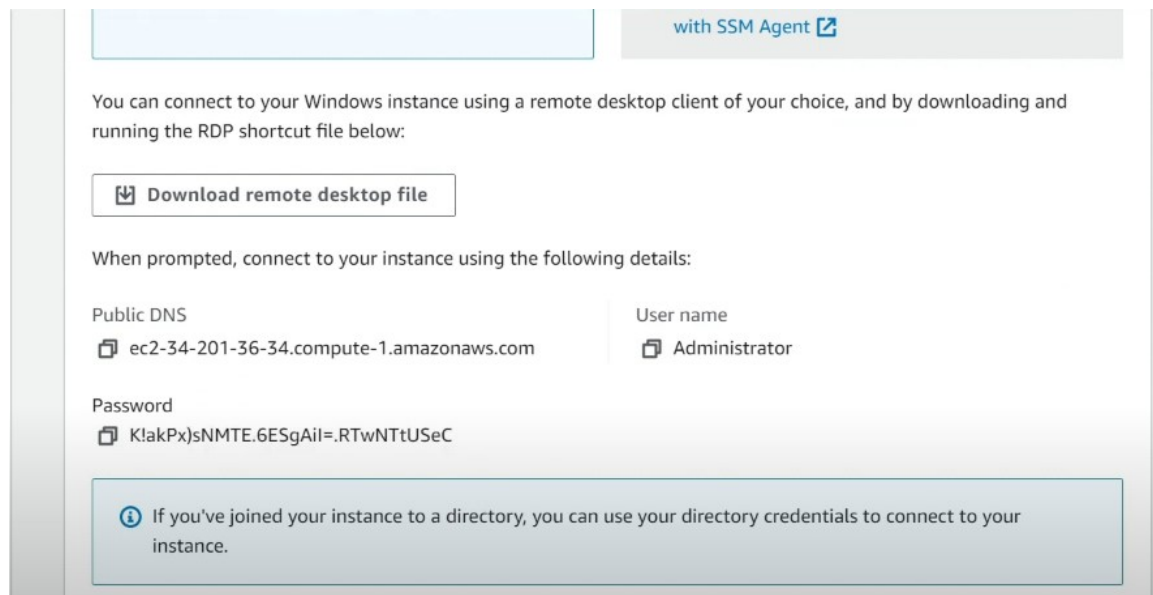 with SSM Agent
You can connect to your Windows instance using a remote desktop client of your choice, and by downloading and
running the RDP shortcut file below:
Download remote desktop file
When prompted, connect to your instance using the following details:
Public DNS
User name
ec2-34-201-36-34.compute-1.amazonaws.com
Administrator
Password
K!akPx)sNMTE.6ESgAiI=.RTwNTtUSeC
If you've joined your instance to a directory, you can use your directory credentials to connect to your
instance.